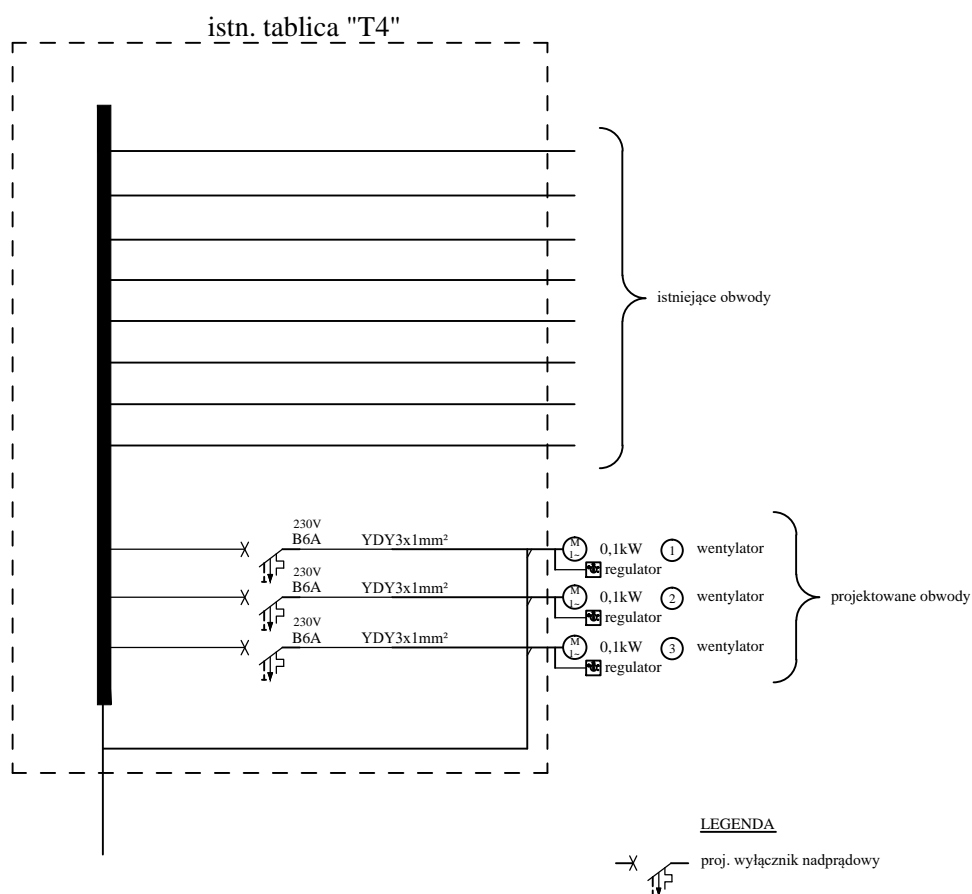 istn. tablica "T4"
istniejące obwody
230V
B6A YDY3x1mm² M 1~ 0,1kW 1 wentylator
regulator
230V
B6A YDY3x1mm² M 1~ 0,1kW 2 wentylator
regulator
projektowane obwody
230V
B6A YDY3x1mm² M 1~ 0,1kW 3 wentylator
regulator
LEGENDA
proj. wyłącznik nadprądowy